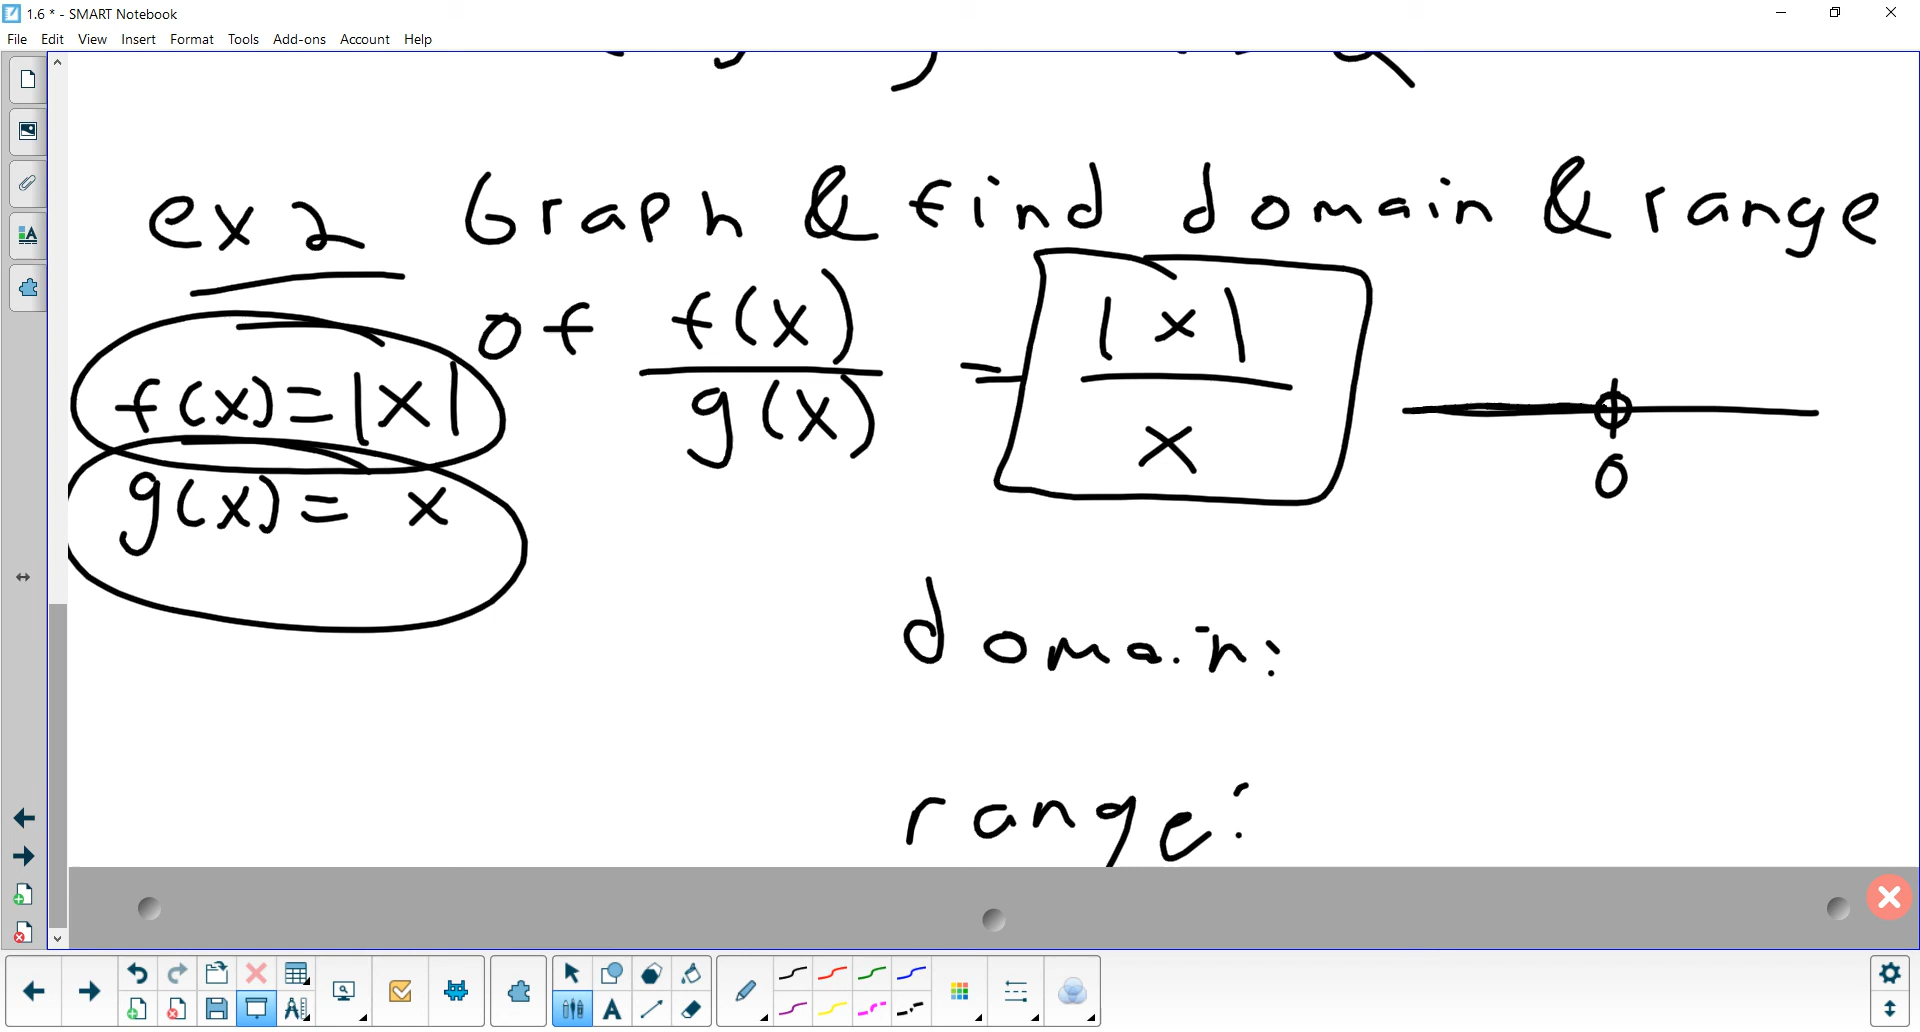 1.6 * - SMART Notebook
File Edit View Insert Format Tools Add-ons Account Help
ex 2 Graph & find domain & range
of f(x)/g(x) = |x|/x
f(x)=|x|
g(x)= x
0
domain:
range: